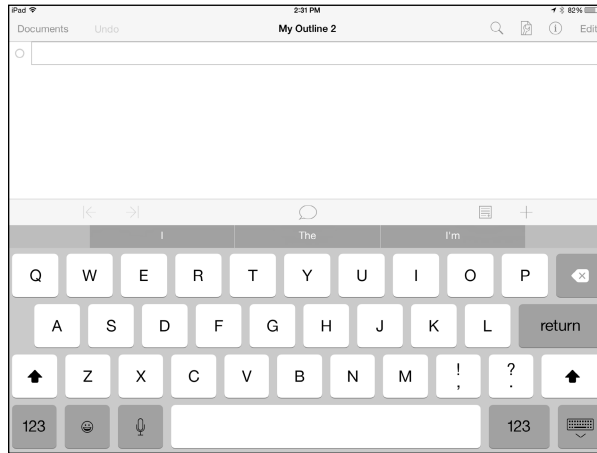 iPad 2:31 PM 82%
Documents Undo My Outline 2 Edit
I The I'm
Q W E R T Y U I O P
A S D F G H J K L return
Z X C V B N M ! , ? .
123 123